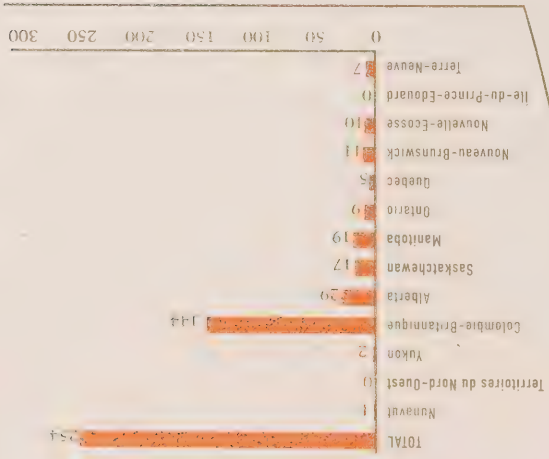 TOTAL 254
Nunavut 1
Territoires du Nord-Ouest 0
Yukon 2
Colombie-Britannique 144
Alberta 29
Saskatchewan 17
Manitoba 19
Ontario 9
Québec 5
Nouveau-Brunswick 11
Nouvelle-Écosse 10
Île-du-Prince-Édouard 0
Terre-Neuve 7
0 50 100 150 200 250 300